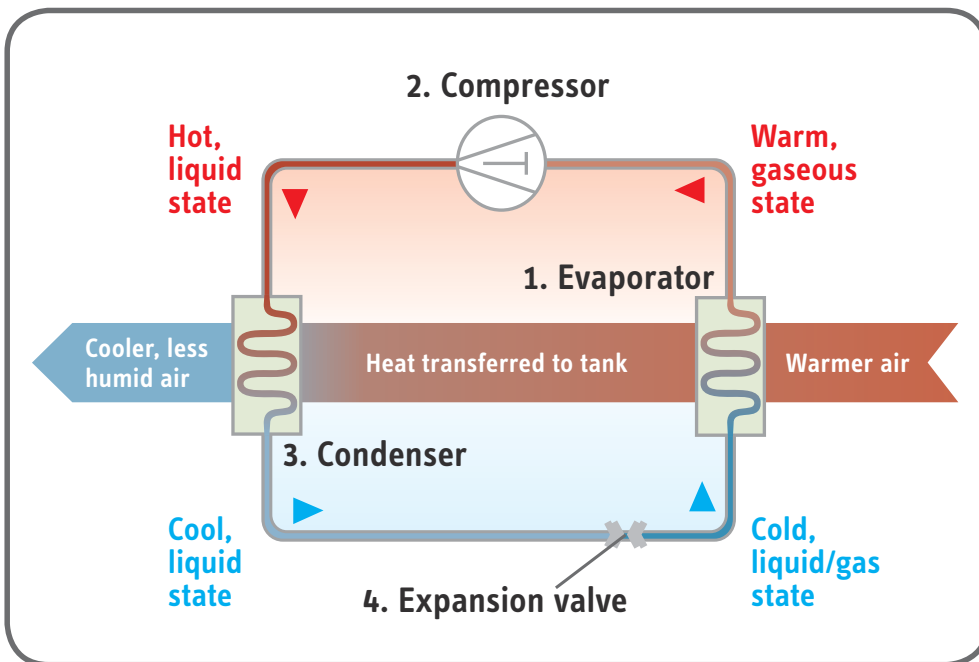 2. Compressor
Hot,
liquid
state
Warm,
gaseous
state
1. Evaporator
Cooler, less
humid air
Heat transferred to tank
Warmer air
3. Condenser
Cool,
liquid
state
Cold,
liquid/gas
state
4. Expansion valve